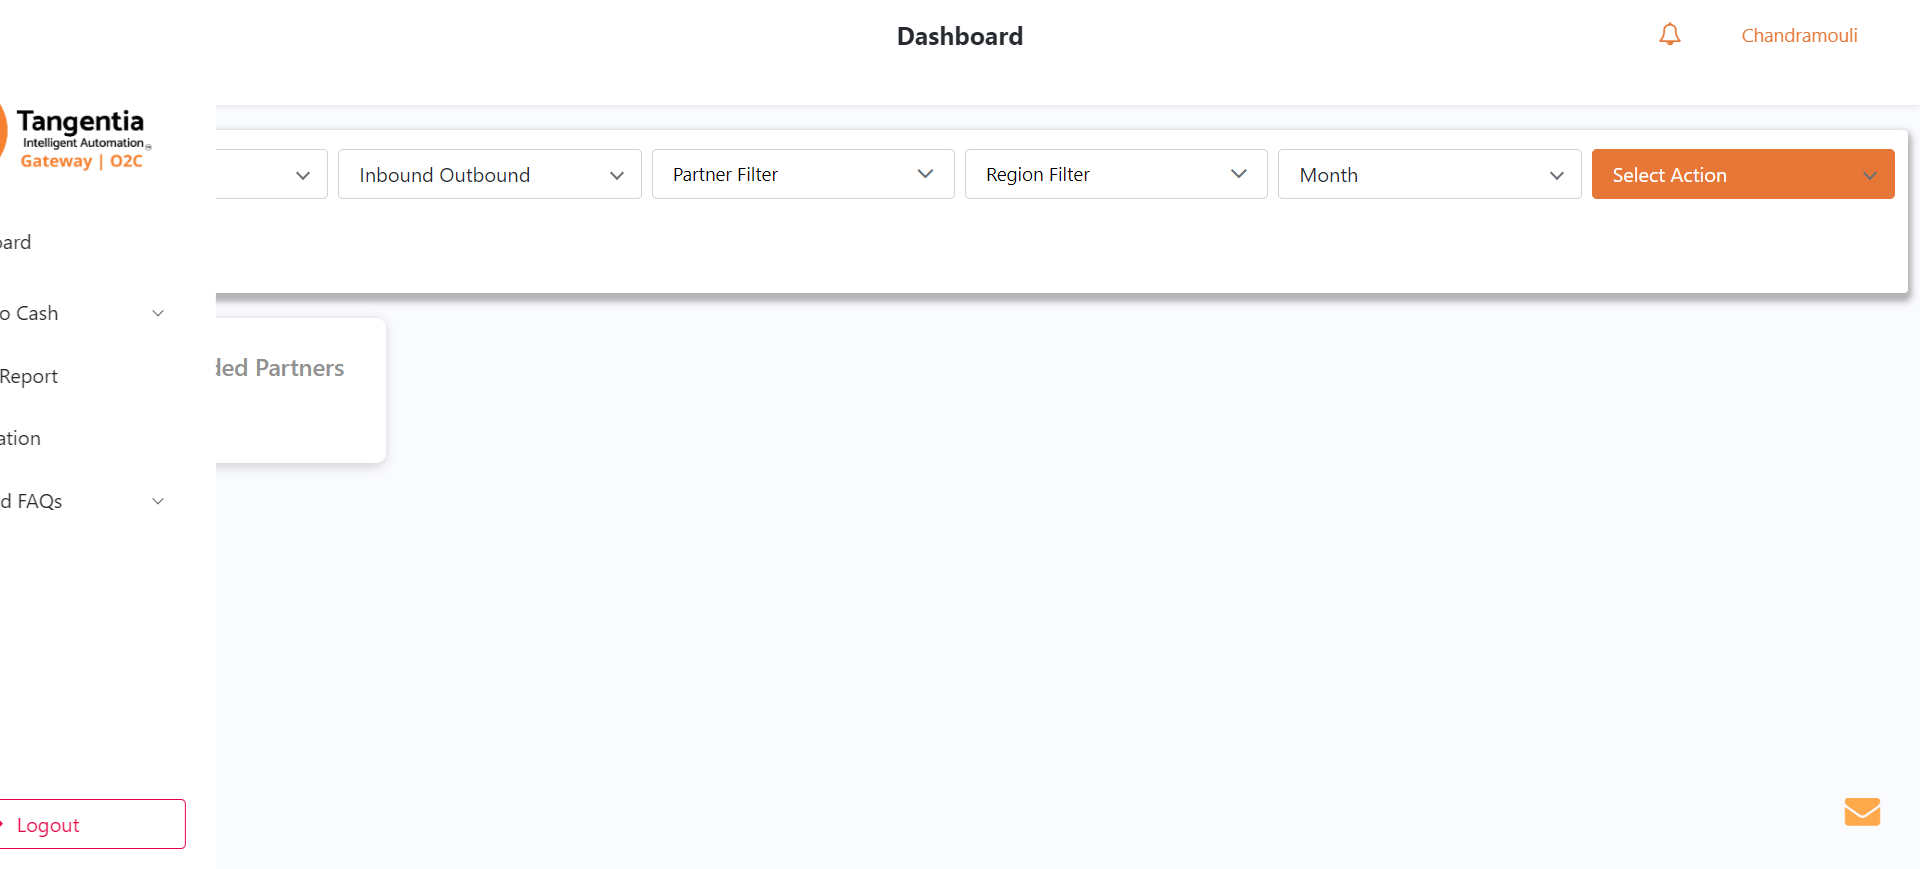 Dashboard
Chandramouli
Tangentia
Intelligent Automation
Gateway | O2C
Inbound Outbound
Partner Filter
Region Filter
Month
Select Action
ard
o Cash
Report
ation
d FAQs
ded Partners
Logout